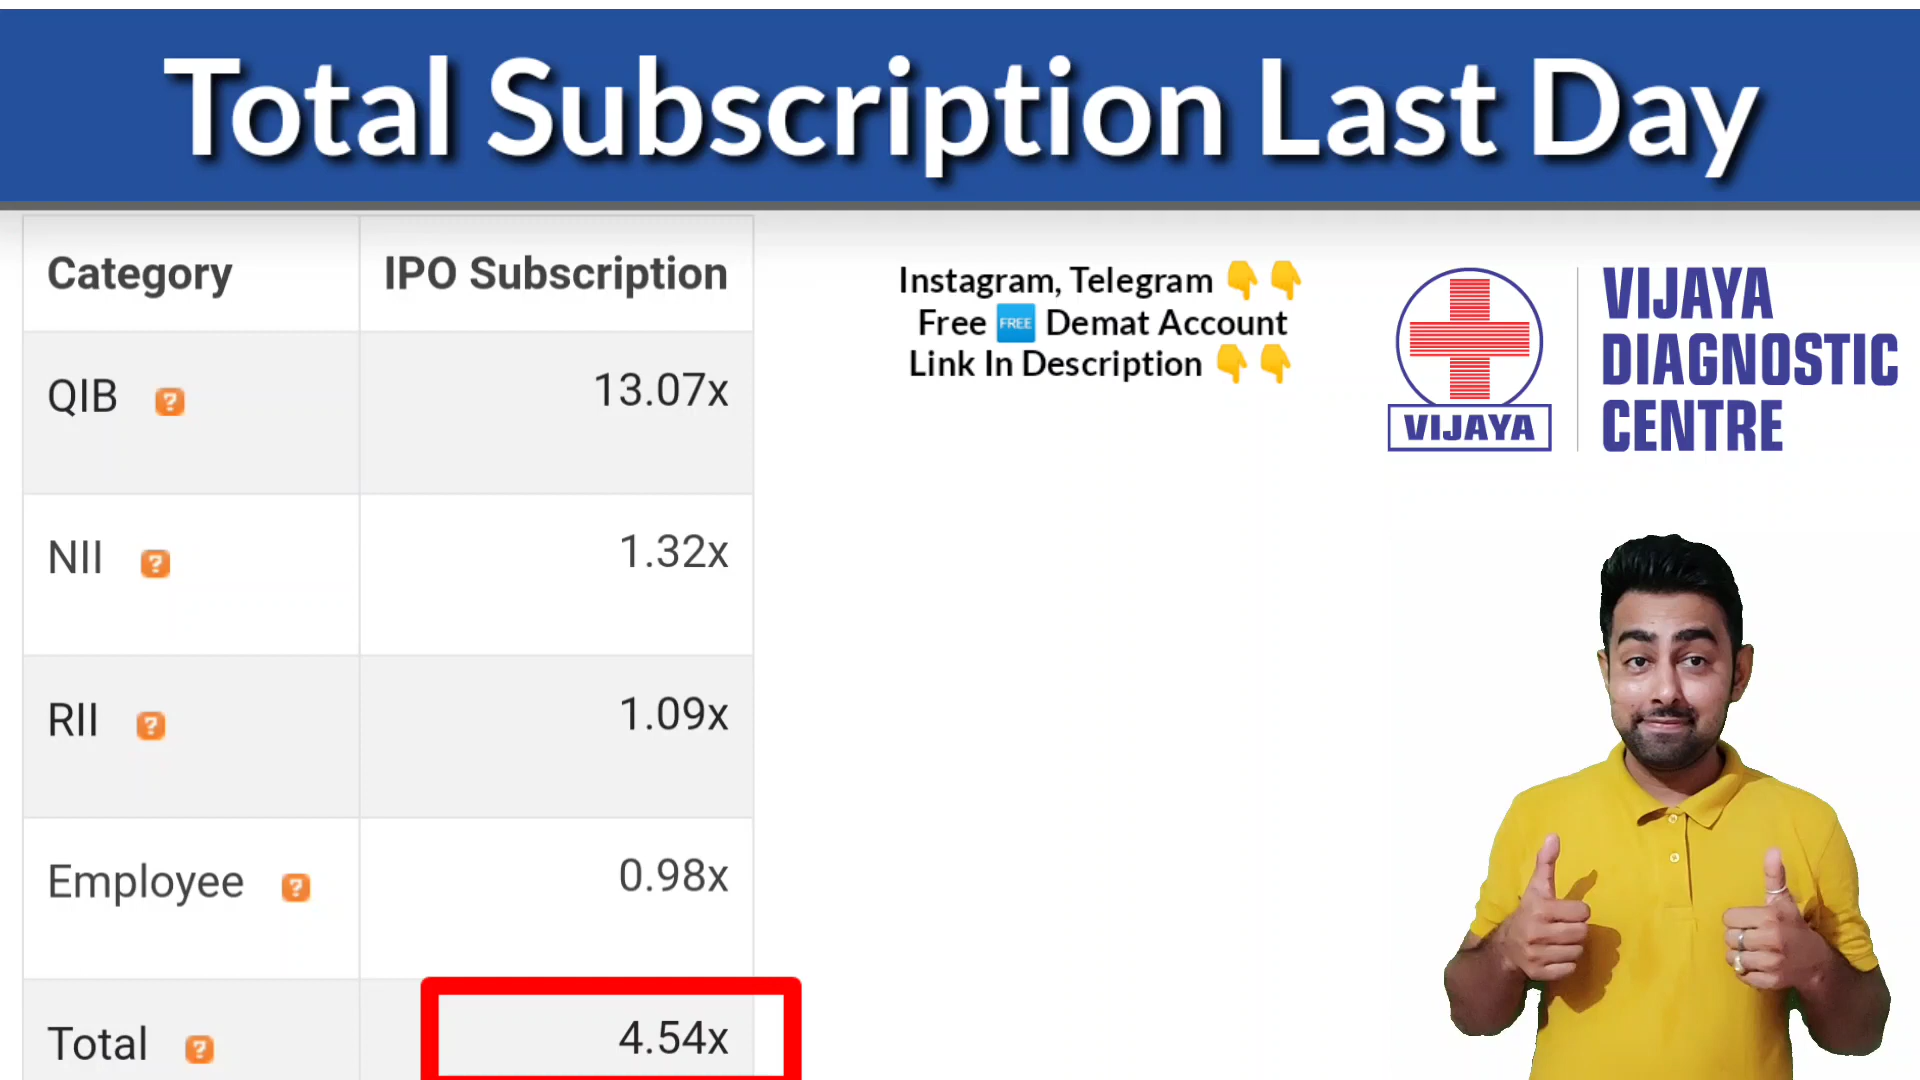 Total Subscription Last Day
Category IPO Subscription
QIB ? 13.07x
NII ? 1.32x
RII ? 1.09x
Employee ? 0.98x
Total ? 4.54x
Instagram, Telegram 👇👇
Free 🆓 Demat Account
Link In Description 👇👇
VIJAYA
VIJAYA
DIAGNOSTIC
CENTRE